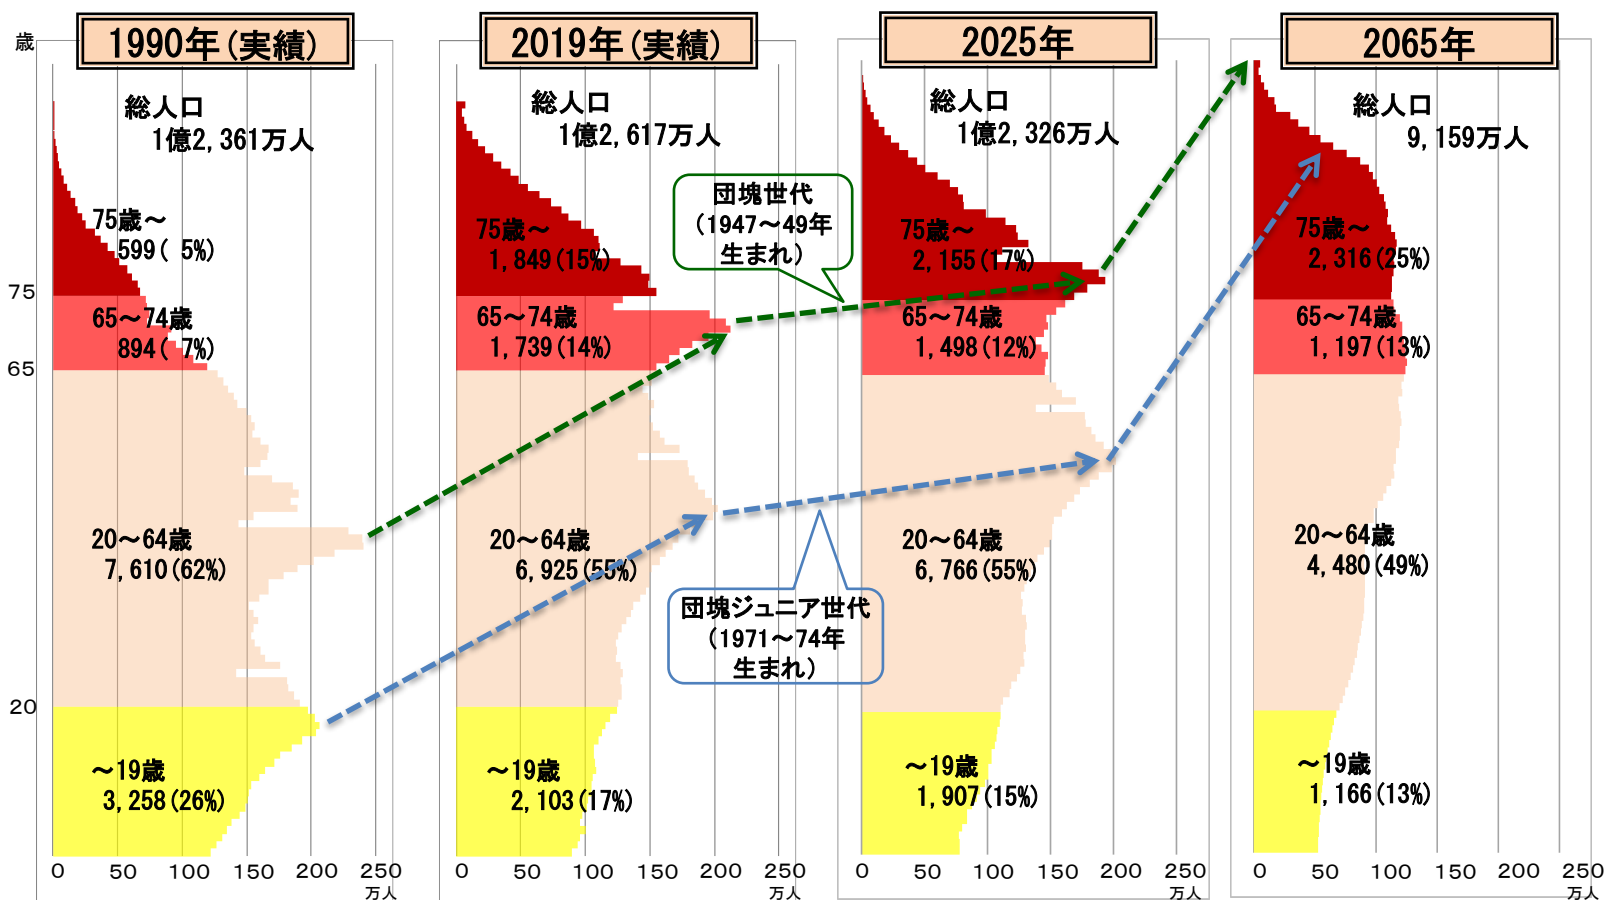 1990年(実績)
2019年(実績)
2025年
2065年
歳
総人口
1億2,361万人
75歳～
599( 5%)
65～74歳
894( 7%)
20～64歳
7,610(62%)
～19歳
3,258(26%)
75
65
20
0 50 100 150 200 250
万人
総人口
1億2,617万人
75歳～
1,849(15%)
65～74歳
1,739(14%)
20～64歳
6,925(55%)
～19歳
2,103(17%)
0 50 100 150 200 250
万人
団塊世代
(1947～49年
生まれ)
団塊ジュニア世代
(1971～74年
生まれ)
総人口
1億2,326万人
75歳～
2,155(17%)
65～74歳
1,498(12%)
20～64歳
6,766(55%)
～19歳
1,907(15%)
0 50 100 150 200 250
万人
総人口
9,159万人
75歳～
2,316(25%)
65～74歳
1,197(13%)
20～64歳
4,480(49%)
～19歳
1,166(13%)
0 50 100 150 200 250
万人